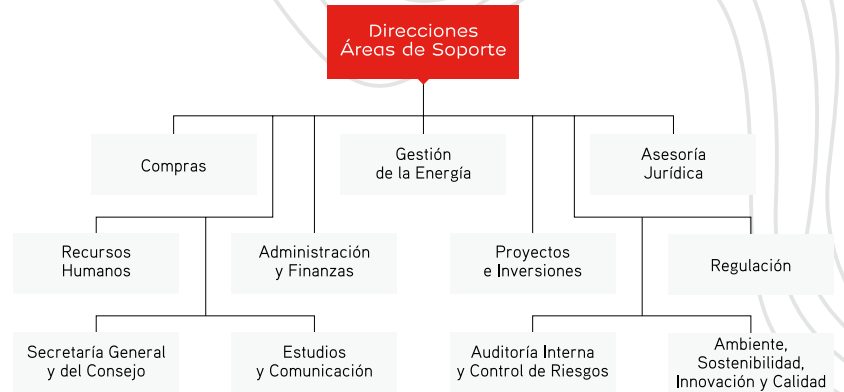 Direcciones
Áreas de Soporte
Compras
Gestión
de la Energía
Asesoría
Jurídica
Recursos
Humanos
Administración
y Finanzas
Proyectos
e Inversiones
Regulación
Secretaría General
y del Consejo
Estudios
y Comunicación
Auditoría Interna
y Control de Riesgos
Ambiente,
Sostenibilidad,
Innovación y Calidad